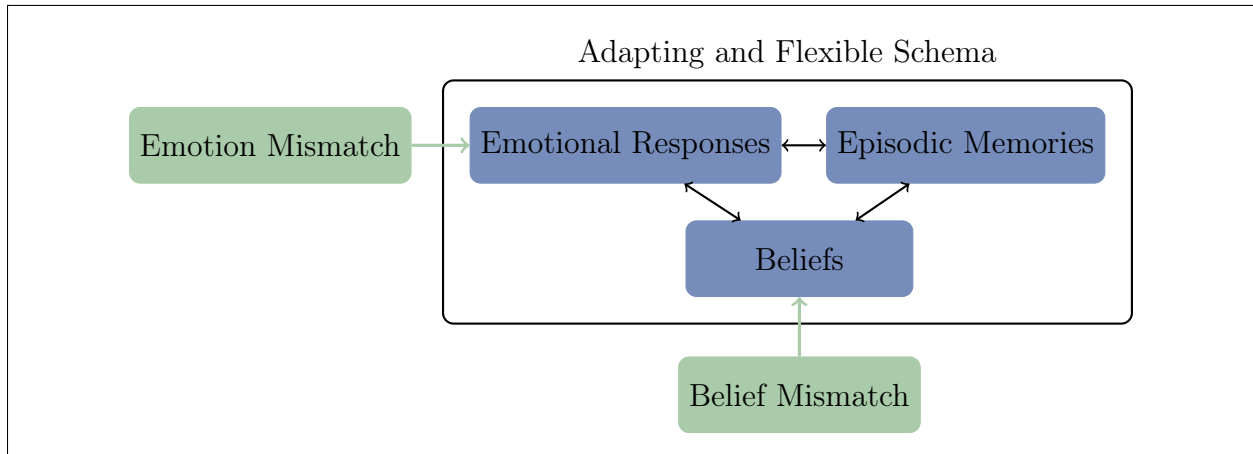 Adapting and Flexible Schema
Emotion Mismatch
Emotional Responses
Episodic Memories
Beliefs
Belief Mismatch